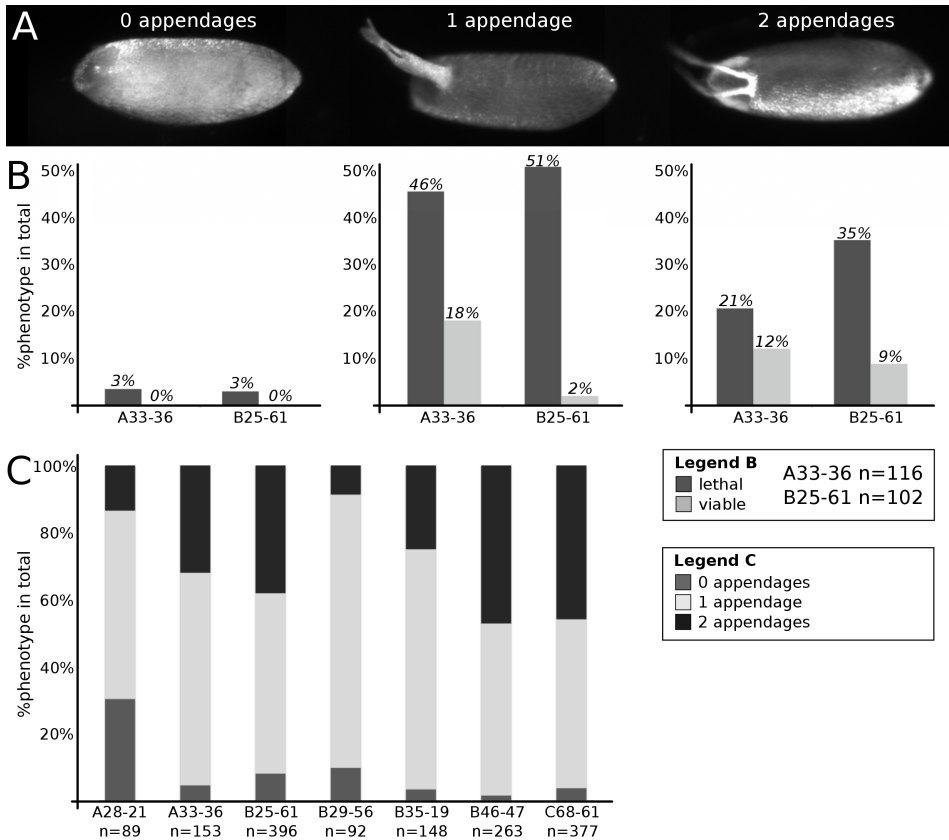 A
0 appendages
1 appendage
2 appendages
B
%phenotype in total
50%
40%
30%
20%
10%
3%
0%
3%
0%
A33-36
B25-61
50%
40%
30%
20%
10%
46%
18%
51%
2%
A33-36
B25-61
50%
40%
30%
20%
10%
21%
12%
35%
9%
A33-36
B25-61
Legend B
lethal
viable
A33-36 n=116
B25-61 n=102
C
%phenotype in total
100%
80%
60%
40%
20%
A28-21
n=89
A33-36
n=153
B25-61
n=396
B29-56
n=92
B35-19
n=148
B46-47
n=263
C68-61
n=377
Legend C
0 appendages
1 appendage
2 appendages